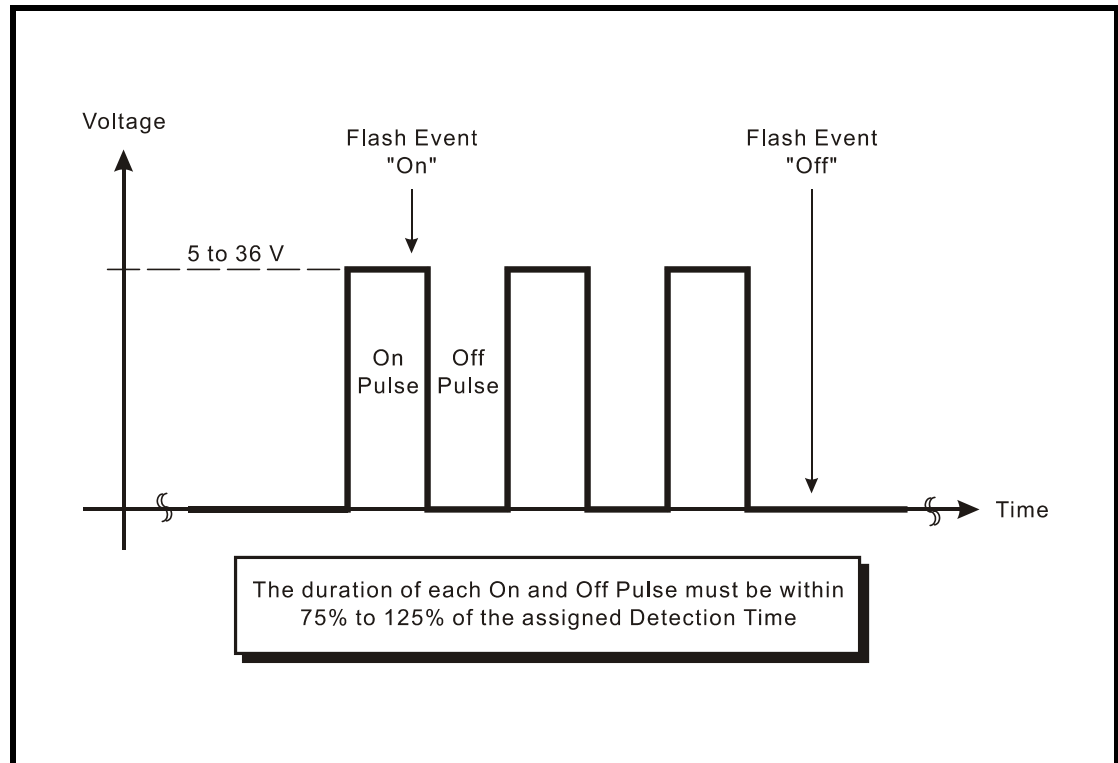 Voltage
Flash Event
"On"
Flash Event
"Off"
5 to 36 V
On
Pulse
Off
Pulse
Time
The duration of each On and Off Pulse must be within
75% to 125% of the assigned Detection Time